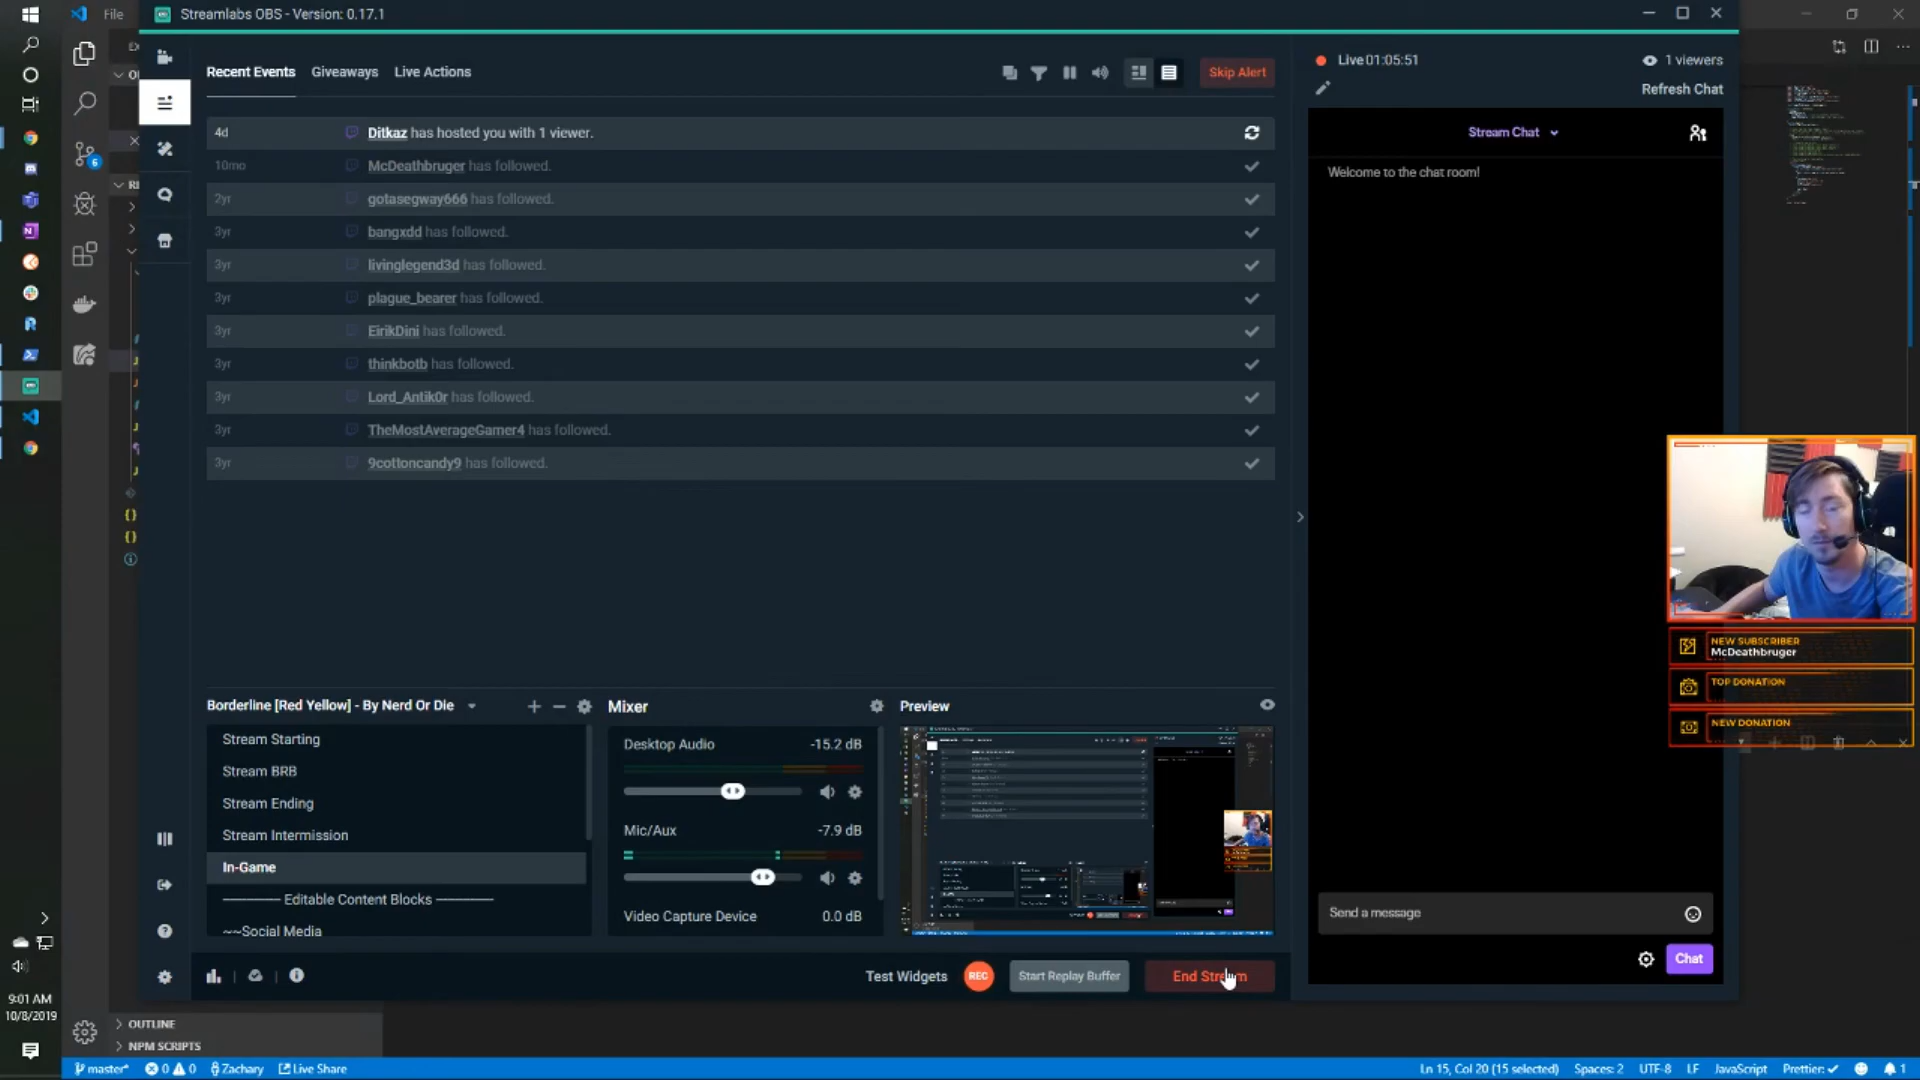 File
Streamlabs OBS - Version: 0.17.1
Recent Events
Giveaways
Live Actions
Skip Alert
4d Ditkaz has hosted you with 1 viewer.
10mo McDeathbruger has followed.
2yr gotasegway666 has followed.
3yr bangxdd has followed.
3yr livinglegend3d has followed.
3yr plague_bearer has followed.
3yr EirikDini has followed.
3yr thinkbotb has followed.
3yr Lord_Antik0r has followed.
3yr TheMostAverageGamer4 has followed.
3yr 9cottoncandy9 has followed.
Live 01:05:51
1 viewers
Refresh Chat
Stream Chat
Welcome to the chat room!
NEW SUBSCRIBER
McDeathbruger
TOP DONATION
NEW DONATION
Borderline [Red Yellow] - By Nerd Or Die
Stream Starting
Stream BRB
Stream Ending
Stream Intermission
In-Game
Editable Content Blocks
~~Social Media
Mixer
Desktop Audio -15.2 dB
Mic/Aux -7.9 dB
Video Capture Device 0.0 dB
Preview
Send a message
Chat
Test Widgets
REC
Start Replay Buffer
End Stream
6
9:01 AM
10/8/2019
OUTLINE
NPM SCRIPTS
master* 0 0 Zachary Live Share
Ln 15, Col 20 (15 selected) Spaces: 2 UTF-8 LF JavaScript Prettier: 1